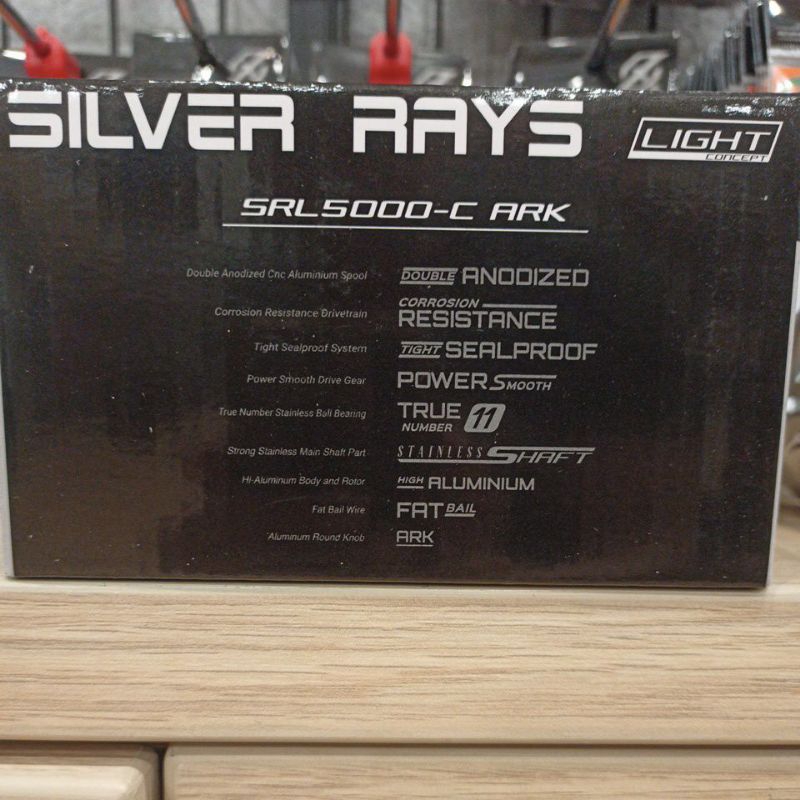 SILVER RAYS
LIGHT
CONCEPT
SRL5000-C ARK
Double Anodized Cnc Aluminium Spool DOUBLE ANODIZED
Corrosion Resistance Drivetrain CORROSION RESISTANCE
Tight Sealproof System TIGHT SEALPROOF
Power Smooth Drive Gear POWER SMOOTH
True Number Stainless Ball Bearing TRUE NUMBER 11
Strong Stainless Main Shaft Part STAINLESS SHAFT
Hi-Aluminum Body and Rotor HIGH ALUMINIUM
Fat Bail Wire FAT BAIL
Aluminum Round Knob ARK